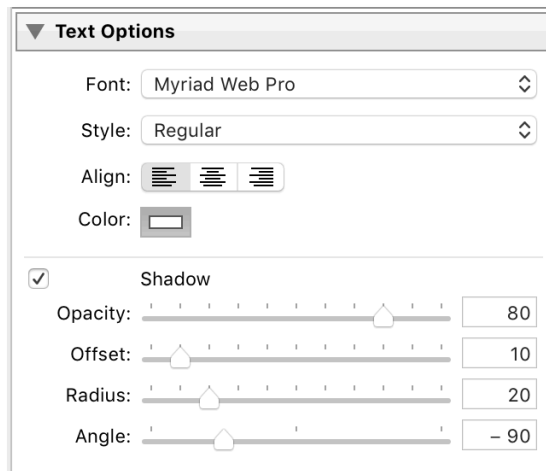 Text Options
Font: Myriad Web Pro
Style: Regular
Align:
Color:
Shadow
Opacity: 80
Offset: 10
Radius: 20
Angle: – 90